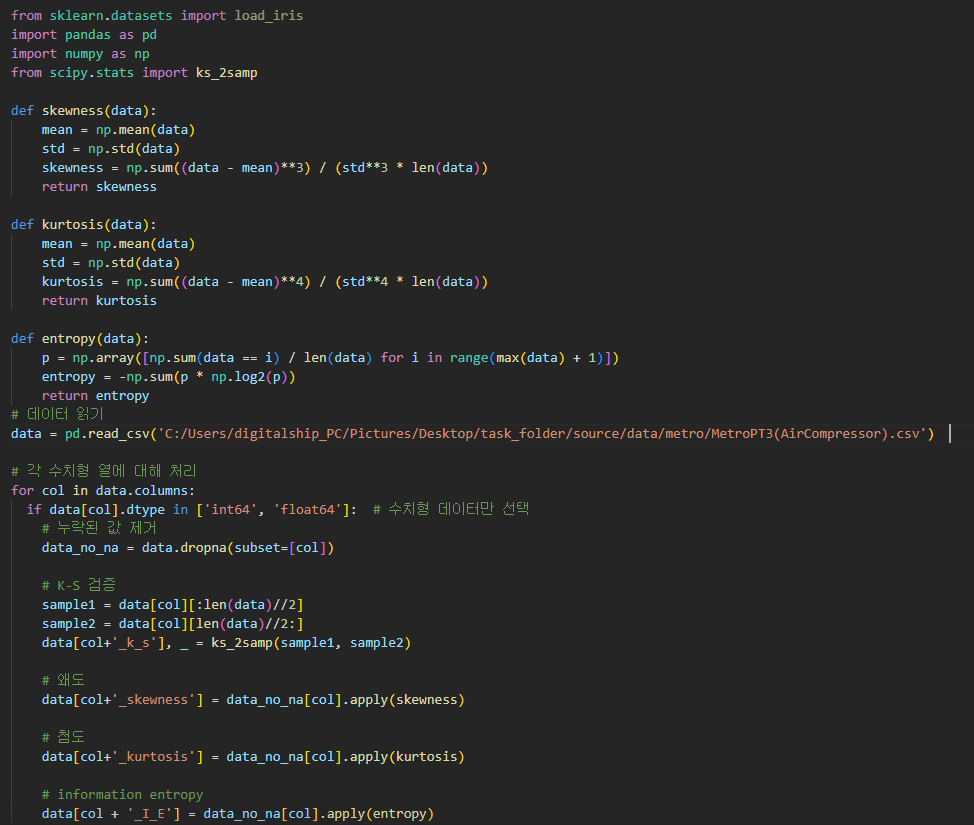 from sklearn.datasets import load_iris
import pandas as pd
import numpy as np
from scipy.stats import ks_2samp

def skewness(data):
    mean = np.mean(data)
    std = np.std(data)
    skewness = np.sum((data - mean)**3) / (std**3 * len(data))
    return skewness

def kurtosis(data):
    mean = np.mean(data)
    std = np.std(data)
    kurtosis = np.sum((data - mean)**4) / (std**4 * len(data))
    return kurtosis

def entropy(data):
    p = np.array([np.sum(data == i) / len(data) for i in range(max(data) + 1)])
    entropy = -np.sum(p * np.log2(p))
    return entropy
# 데이터 읽기
data = pd.read_csv('C:/Users/digitalship_PC/Pictures/Desktop/task_folder/source/data/metro/MetroPT3(AirCompressor).csv')

# 각 수치형 열에 대해 처리
for col in data.columns:
  if data[col].dtype in ['int64', 'float64']:  # 수치형 데이터만 선택
    # 누락된 값 제거
    data_no_na = data.dropna(subset=[col])

    # K-S 검증
    sample1 = data[col][:len(data)//2]
    sample2 = data[col][len(data)//2:]
    data[col+'_k_s'], _ = ks_2samp(sample1, sample2)

    # 왜도
    data[col+'_skewness'] = data_no_na[col].apply(skewness)

    # 첨도
    data[col+'_kurtosis'] = data_no_na[col].apply(kurtosis)

    # information entropy
    data[col + '_I_E'] = data_no_na[col].apply(entropy)